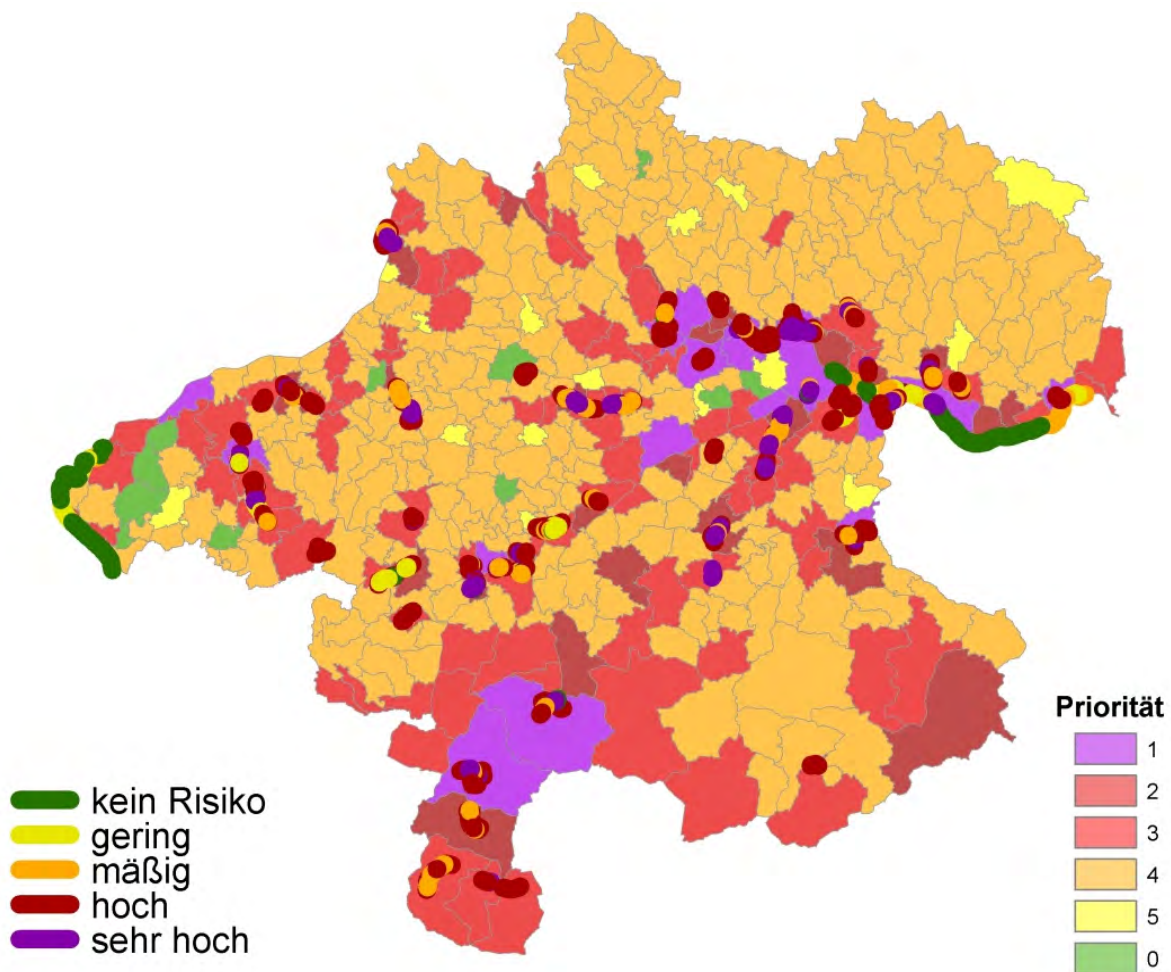 kein Risiko
gering
mäßig
hoch
sehr hoch
Priorität
1
2
3
4
5
0